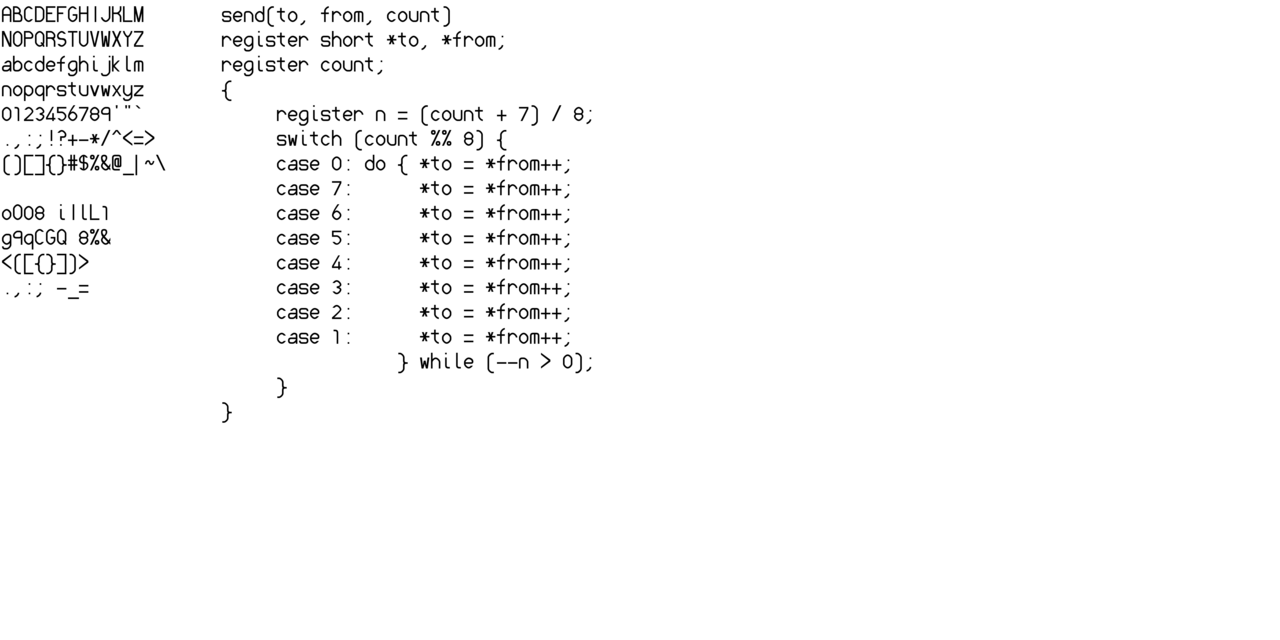 ABCDEFGHIJKLM
NOPQRSTUVWXYZ
abcdefghijklm
nopqrstuvwxyz
0123456789'"`
.,:;!?+-*/^<=>
()[]{}#$%&@_|~\
oO08 iIlL1
g9qCGQ 8%&
<([{}])>
.,:; -_=
send(to, from, count)
register short *to, *from;
register count;
{
     register n = (count + 7) / 8;
     switch (count %% 8) {
     case 0: do { *to = *from++;
     case 7:      *to = *from++;
     case 6:      *to = *from++;
     case 5:      *to = *from++;
     case 4:      *to = *from++;
     case 3:      *to = *from++;
     case 2:      *to = *from++;
     case 1:      *to = *from++;
                } while (--n > 0);
     }
}